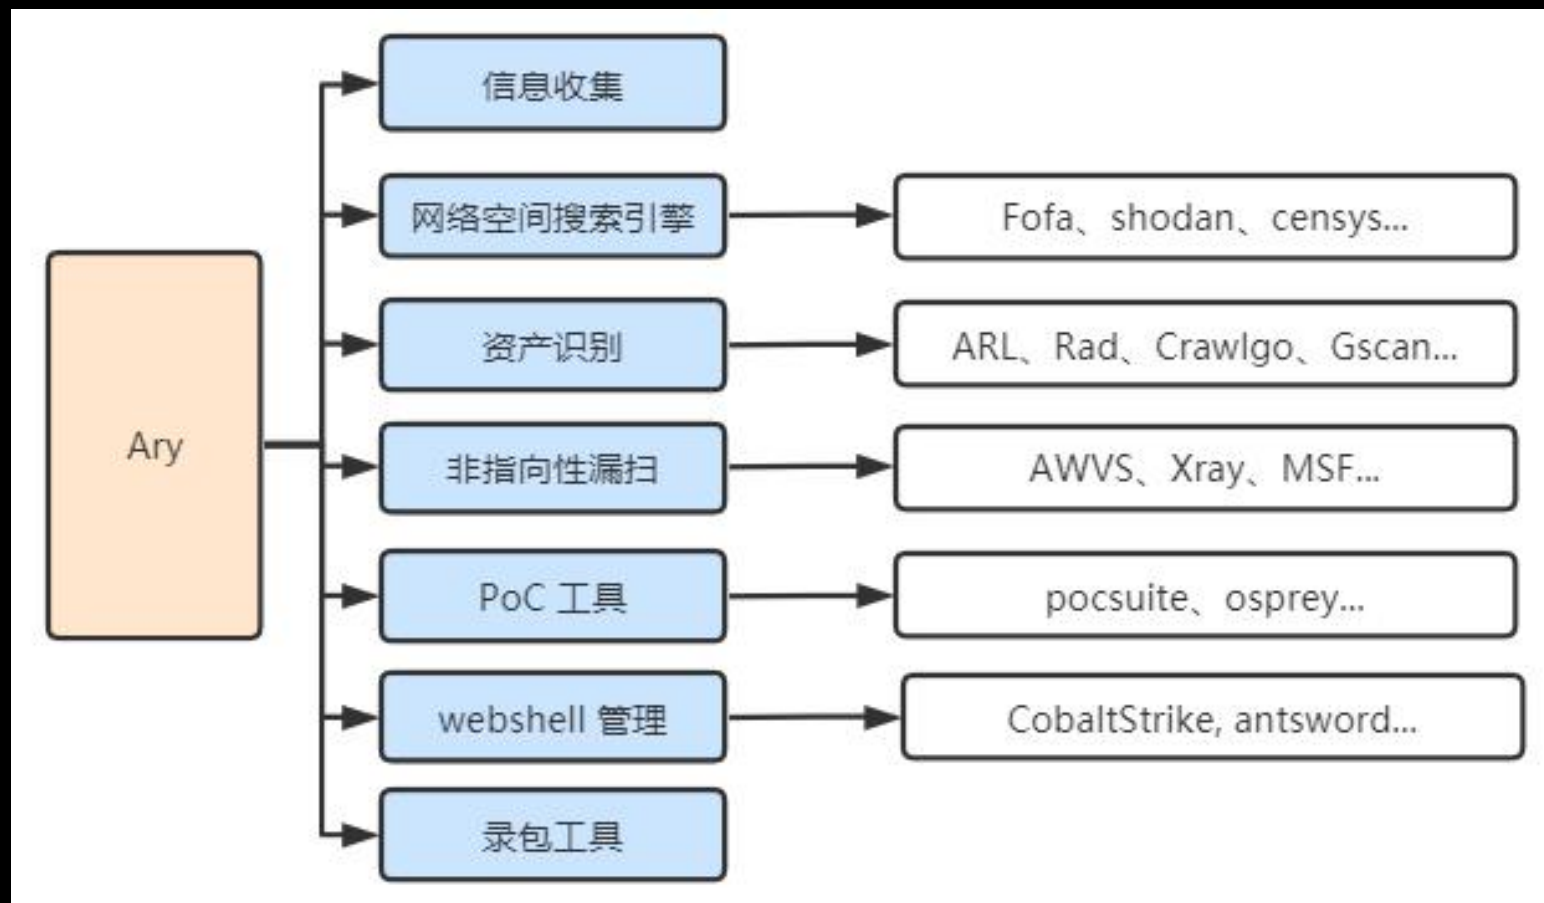 信息收集
网络空间搜索引擎
Fofa、shodan、censys...
资产识别
ARL、Rad、Crawlgo、Gscan...
Ary
非指向性漏扫
AWVS、Xray、MSF...
PoC 工具
pocsuite、osprey...
webshell 管理
CobaltStrike, antsword...
录包工具